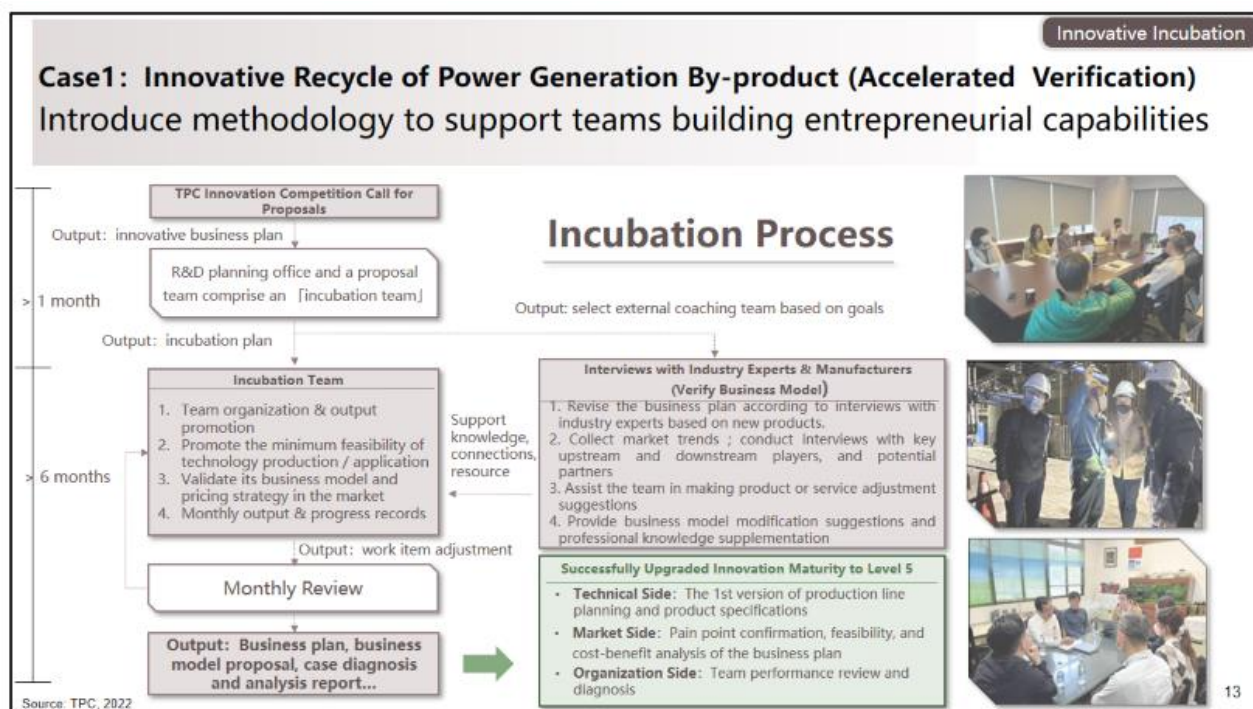 Innovative Incubation
Case1： Innovative Recycle of Power Generation By-product (Accelerated Verification)
Introduce methodology to support teams building entrepreneurial capabilities
Incubation Process
> 1 month
> 6 months
TPC Innovation Competition Call for
Proposals
Output：innovative business plan
R&D planning office and a proposal
team comprise an 「incubation team」
Output: select external coaching team based on goals
Output：incubation plan
Incubation Team
1. Team organization & output
promotion
2. Promote the minimum feasibility of
technology production / application
3. Validate its business model and
pricing strategy in the market
4. Monthly output & progress records
Support
knowledge,
connections,
resource
Interviews with Industry Experts & Manufacturers
(Verify Business Model)
1. Revise the business plan according to interviews with
industry experts based on new products.
2. Collect market trends ; conduct interviews with key
upstream and downstream players, and potential
partners
3. Assist the team in making product or service adjustment
suggestions
4. Provide business model modification suggestions and
professional knowledge supplementation
Output：work item adjustment
Monthly Review
Output：Business plan, business
model proposal, case diagnosis
and analysis report...
Successfully Upgraded Innovation Maturity to Level 5
• Technical Side：The 1st version of production line
planning and product specifications
• Market Side：Pain point confirmation, feasibility, and
cost-benefit analysis of the business plan
• Organization Side：Team performance review and
diagnosis
Source: TPC, 2022
13